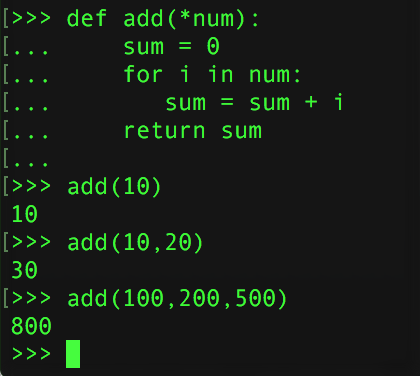 [>>> def add(*num):
[...     sum = 0
[...     for i in num:
[...        sum = sum + i
[...     return sum
[...
[>>> add(10)
10
[>>> add(10,20)
30
[>>> add(100,200,500)
800
>>>